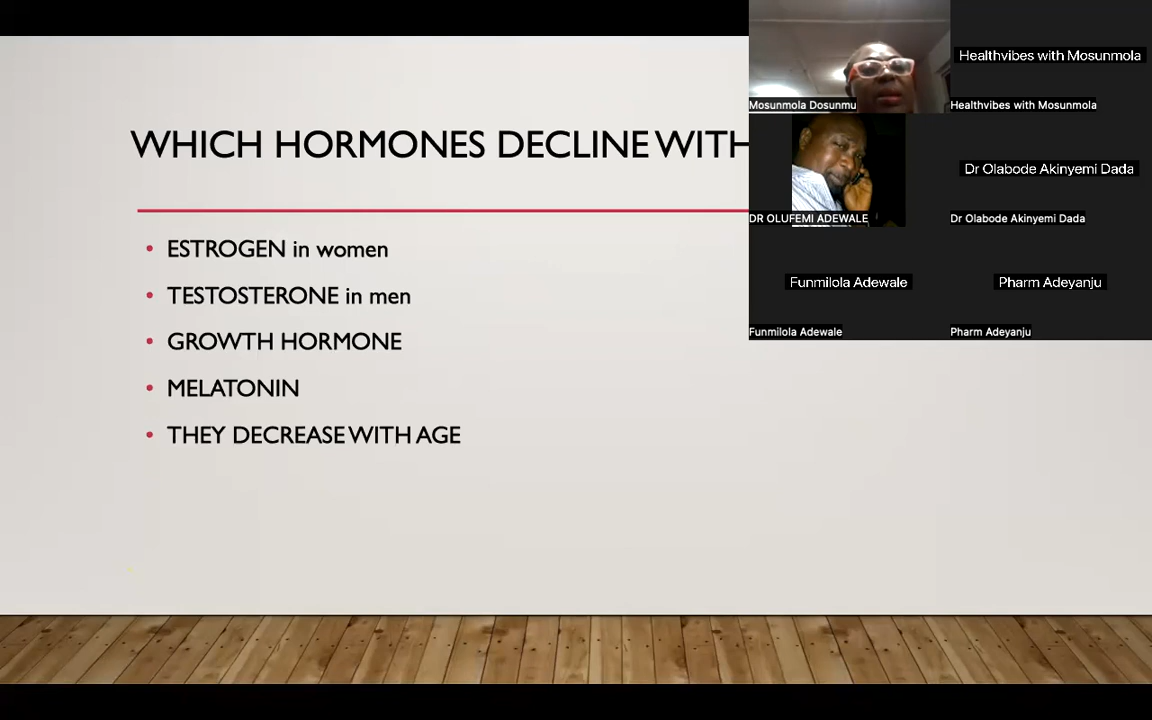 WHICH HORMONES DECLINE WITH
ESTROGEN in women
TESTOSTERONE in men
GROWTH HORMONE
MELATONIN
THEY DECREASE WITH AGE
Mosunmola Dosunmu
Healthvibes with Mosunmola
Healthvibes with Mosunmola
DR OLUFEMI ADEWALE
Dr Olabode Akinyemi Dada
Dr Olabode Akinyemi Dada
Funmilola Adewale
Funmilola Adewale
Pharm Adeyanju
Pharm Adeyanju